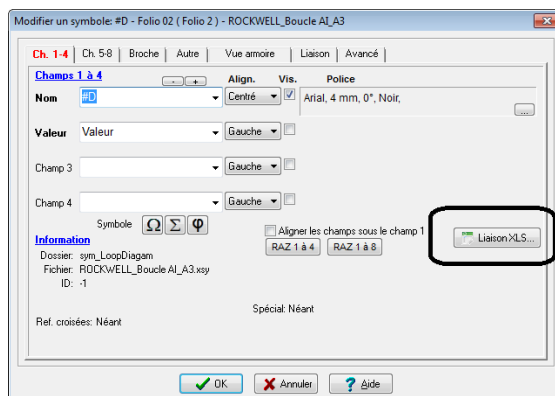 Modifier un symbole: #D - Folio 02 ( Folio 2 ) - ROCKWELL_Boucle AI_A3
Ch. 1-4 Ch. 5-8 Broche Autre Vue armoire Liaison Avancé
Champs 1 à 4 - + Align. Vis. Police
Nom #D Centré Arial, 4 mm, 0°, Noir,
...
Valeur Valeur Gauche
Champ 3 Gauche
Champ 4 Gauche
Symbole Ω Σ φ
Aligner les champs sous le champ 1
Liaison XLS...
Information
RAZ 1 à 4 RAZ 1 à 8
Dossier: sym_LoopDiagam
Fichier: ROCKWELL_Boucle AI_A3.xsy
ID: -1
Spécial: Néant
Ref. croisées: Néant
OK Annuler ? Aide